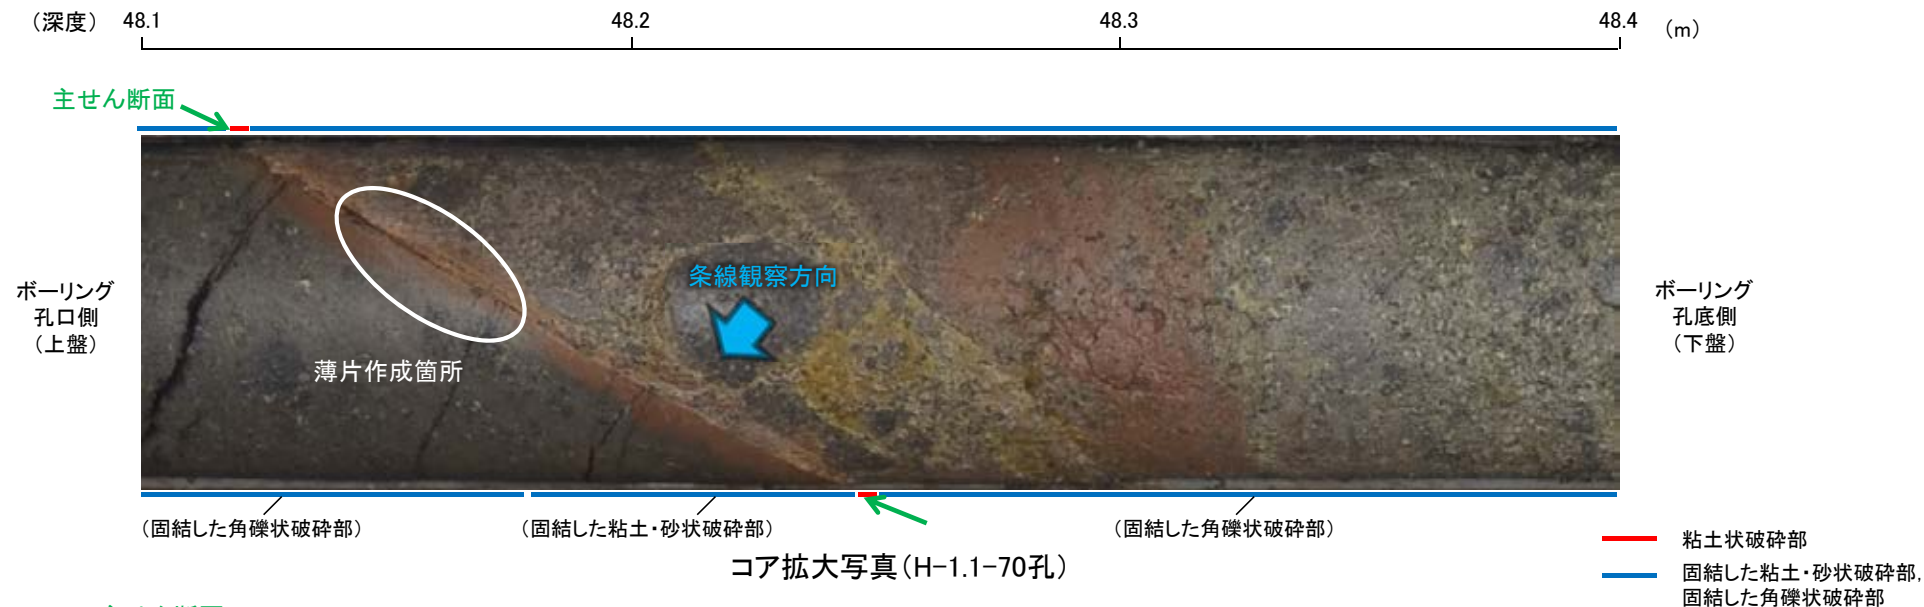 （深度） 48.1 48.2 48.3 48.4 （m）
主せん断面
ボーリング
孔口側
（上盤）
条線観察方向
薄片作成箇所
ボーリング
孔底側
（下盤）
（固結した角礫状破砕部） （固結した粘土・砂状破砕部） （固結した角礫状破砕部）
コア拡大写真（H-1.1-70孔）
粘土状破砕部
固結した粘土・砂状破砕部,
固結した角礫状破砕部